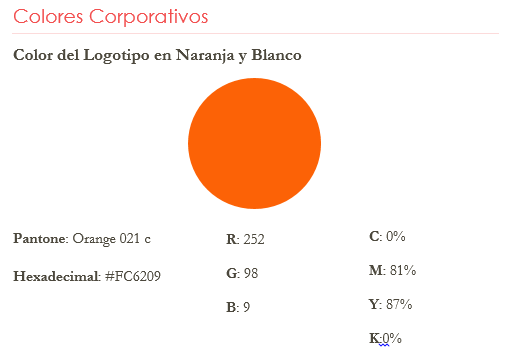 Colores Corporativos
Color del Logotipo en Naranja y Blanco
Pantone: Orange 021 c
Hexadecimal: #FC6209
R: 252
G: 98
B: 9
C: 0%
M: 81%
Y: 87%
K:0%